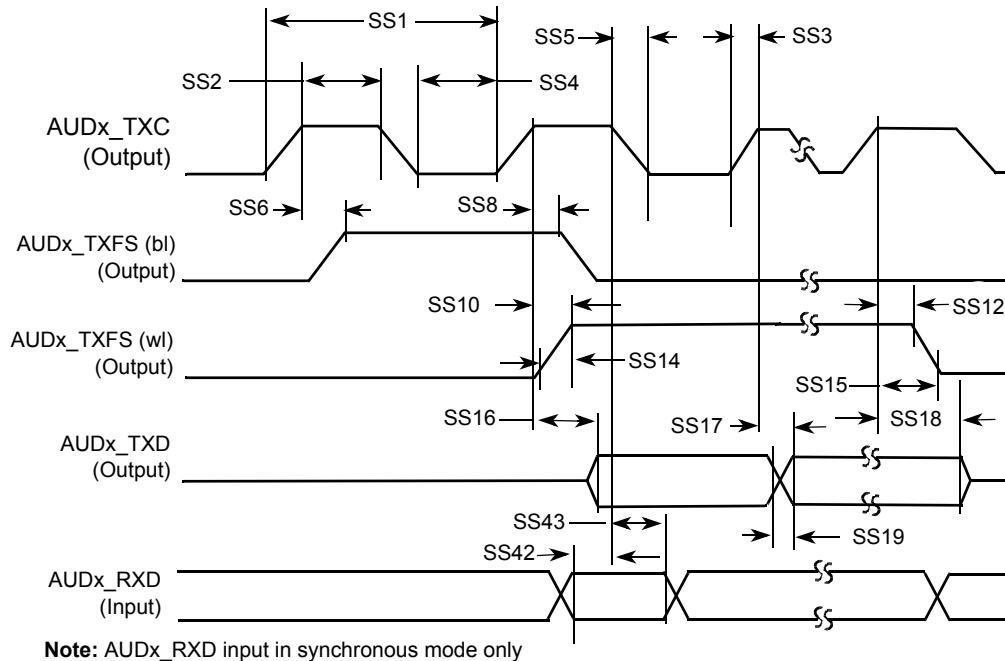 SS1
SS5
SS3
SS2
SS4
AUDx_TXC
(Output)
SS6
SS8
AUDx_TXFS (bl)
(Output)
SS10
SS12
AUDx_TXFS (wl)
(Output)
SS14
SS15
SS16
SS17
SS18
AUDx_TXD
(Output)
SS43
SS19
SS42
AUDx_RXD
(Input)
Note: AUDx_RXD input in synchronous mode only